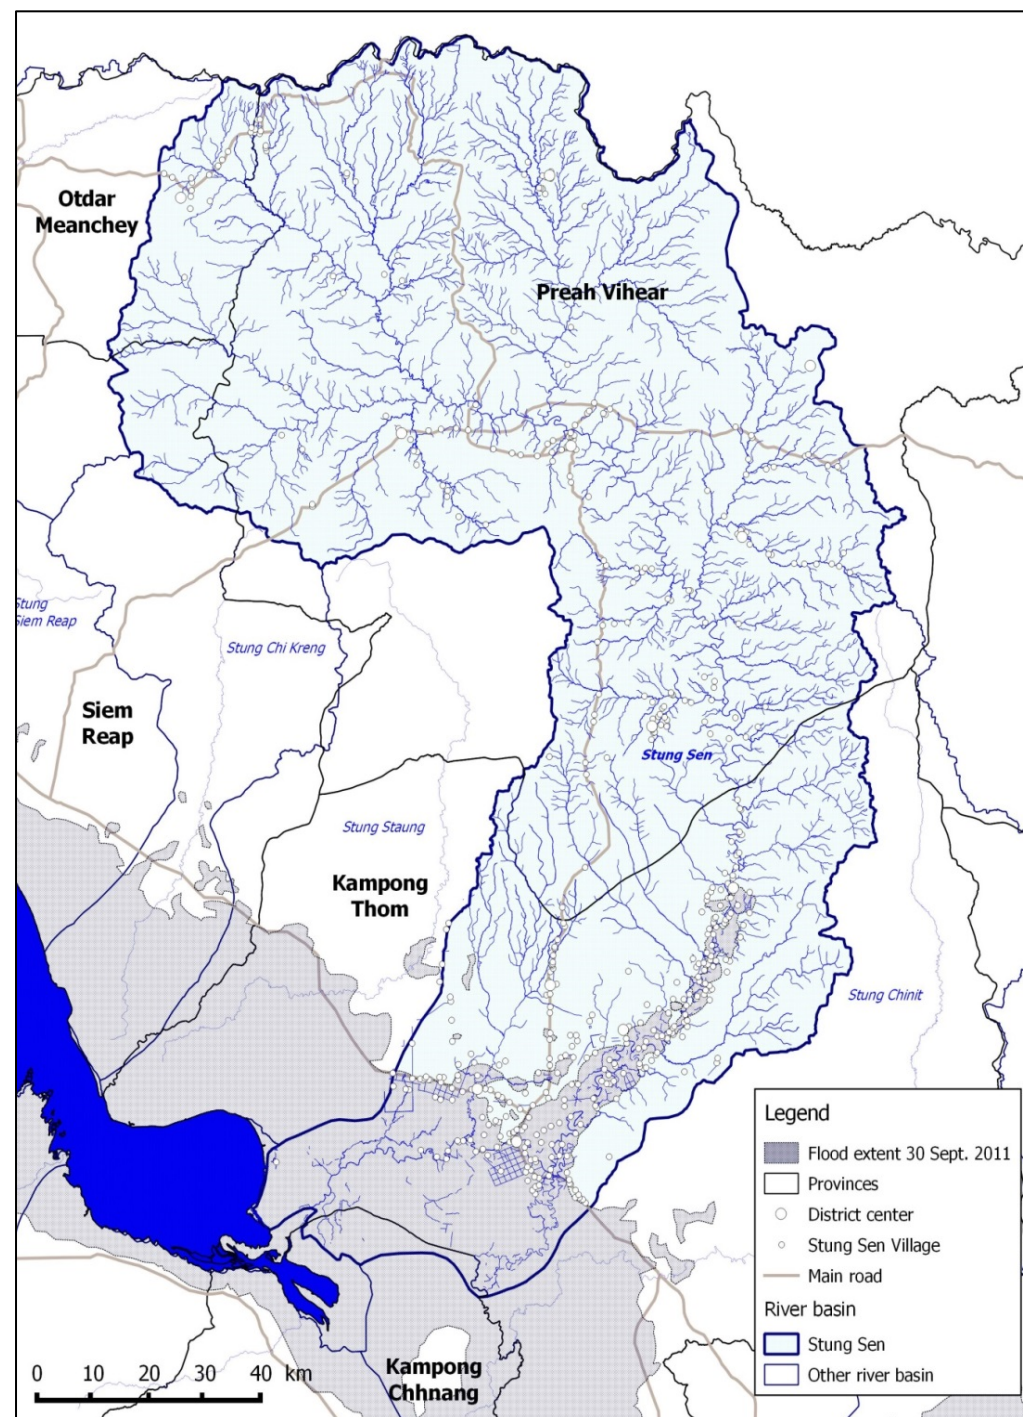 Otdar
Meanchey
Preah Vihear
Stung
Siem Reap
Stung Chi Kreng
Siem
Reap
Stung Sen
Stung Staung
Kampong
Thom
Stung Chinit
Legend
Flood extent 30 Sept. 2011
Provinces
District center
Stung Sen Village
Main road
River basin
Stung Sen
Other river basin
0 10 20 30 40 km
Kampong
Chhnang